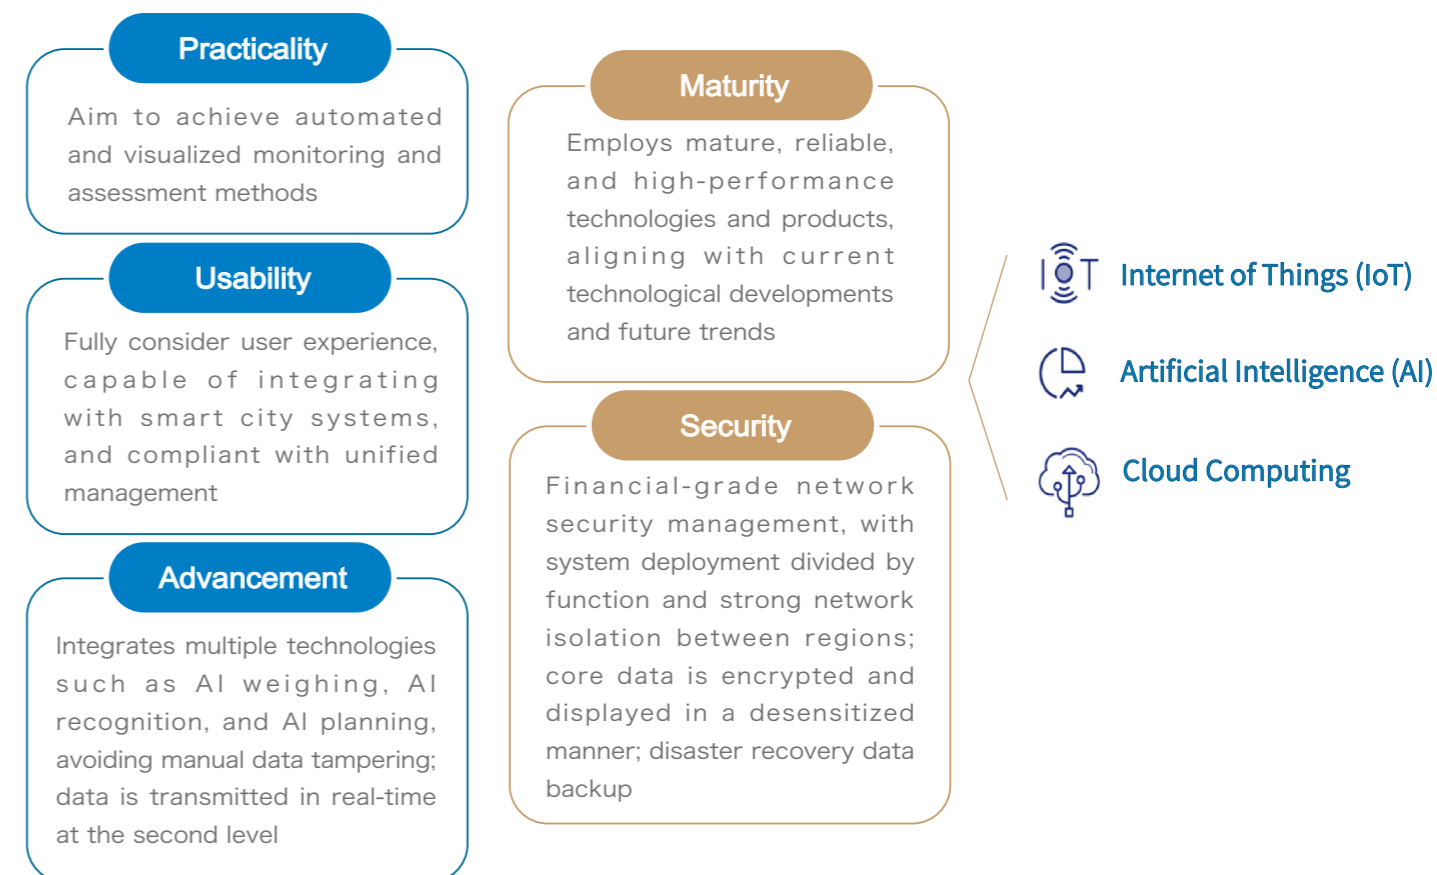 Practicality
Aim to achieve automated
and visualized monitoring and
assessment methods
Usability
Fully consider user experience,
capable of integrating
with smart city systems,
and compliant with unified
management
Advancement
Integrates multiple technologies
such as AI weighing, AI
recognition, and AI planning,
avoiding manual data tampering;
data is transmitted in real-time
at the second level
Maturity
Employs mature, reliable,
and high-performance
technologies and products,
aligning with current
technological developments
and future trends
Security
Financial-grade network
security management, with
system deployment divided by
function and strong network
isolation between regions;
core data is encrypted and
displayed in a desensitized
manner; disaster recovery data
backup
IOT
Internet of Things (IoT)
Artificial Intelligence (AI)
Cloud Computing